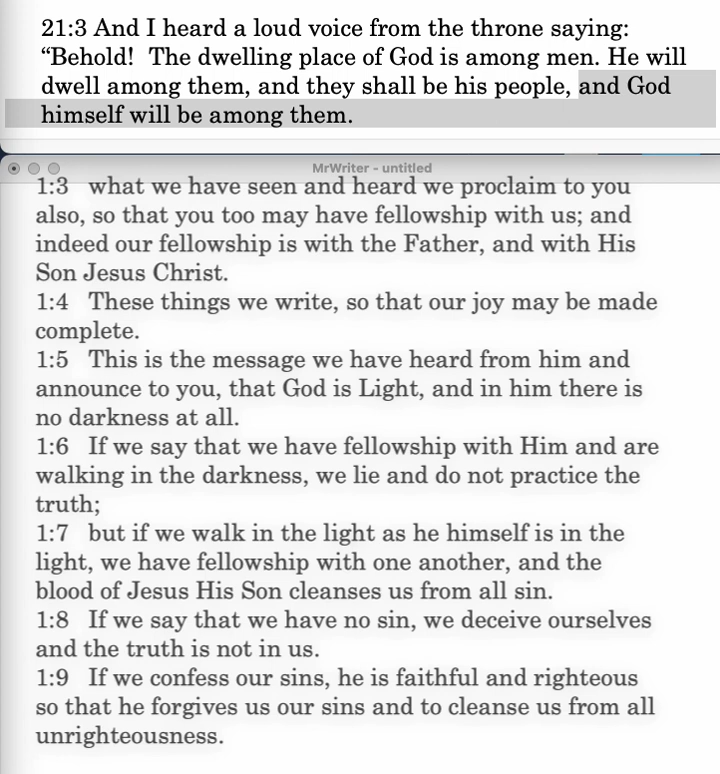 21:3 And I heard a loud voice from the throne saying:
“Behold!  The dwelling place of God is among men. He will
dwell among them, and they shall be his people, and God
himself will be among them.
MrWriter - untitled
1:3   what we have seen and heard we proclaim to you
also, so that you too may have fellowship with us; and
indeed our fellowship is with the Father, and with His
Son Jesus Christ.
1:4   These things we write, so that our joy may be made
complete.
1:5   This is the message we have heard from him and
announce to you, that God is Light, and in him there is
no darkness at all.
1:6   If we say that we have fellowship with Him and are
walking in the darkness, we lie and do not practice the
truth;
1:7   but if we walk in the light as he himself is in the
light, we have fellowship with one another, and the
blood of Jesus His Son cleanses us from all sin.
1:8   If we say that we have no sin, we deceive ourselves
and the truth is not in us.
1:9   If we confess our sins, he is faithful and righteous
so that he forgives us our sins and to cleanse us from all
unrighteousness.